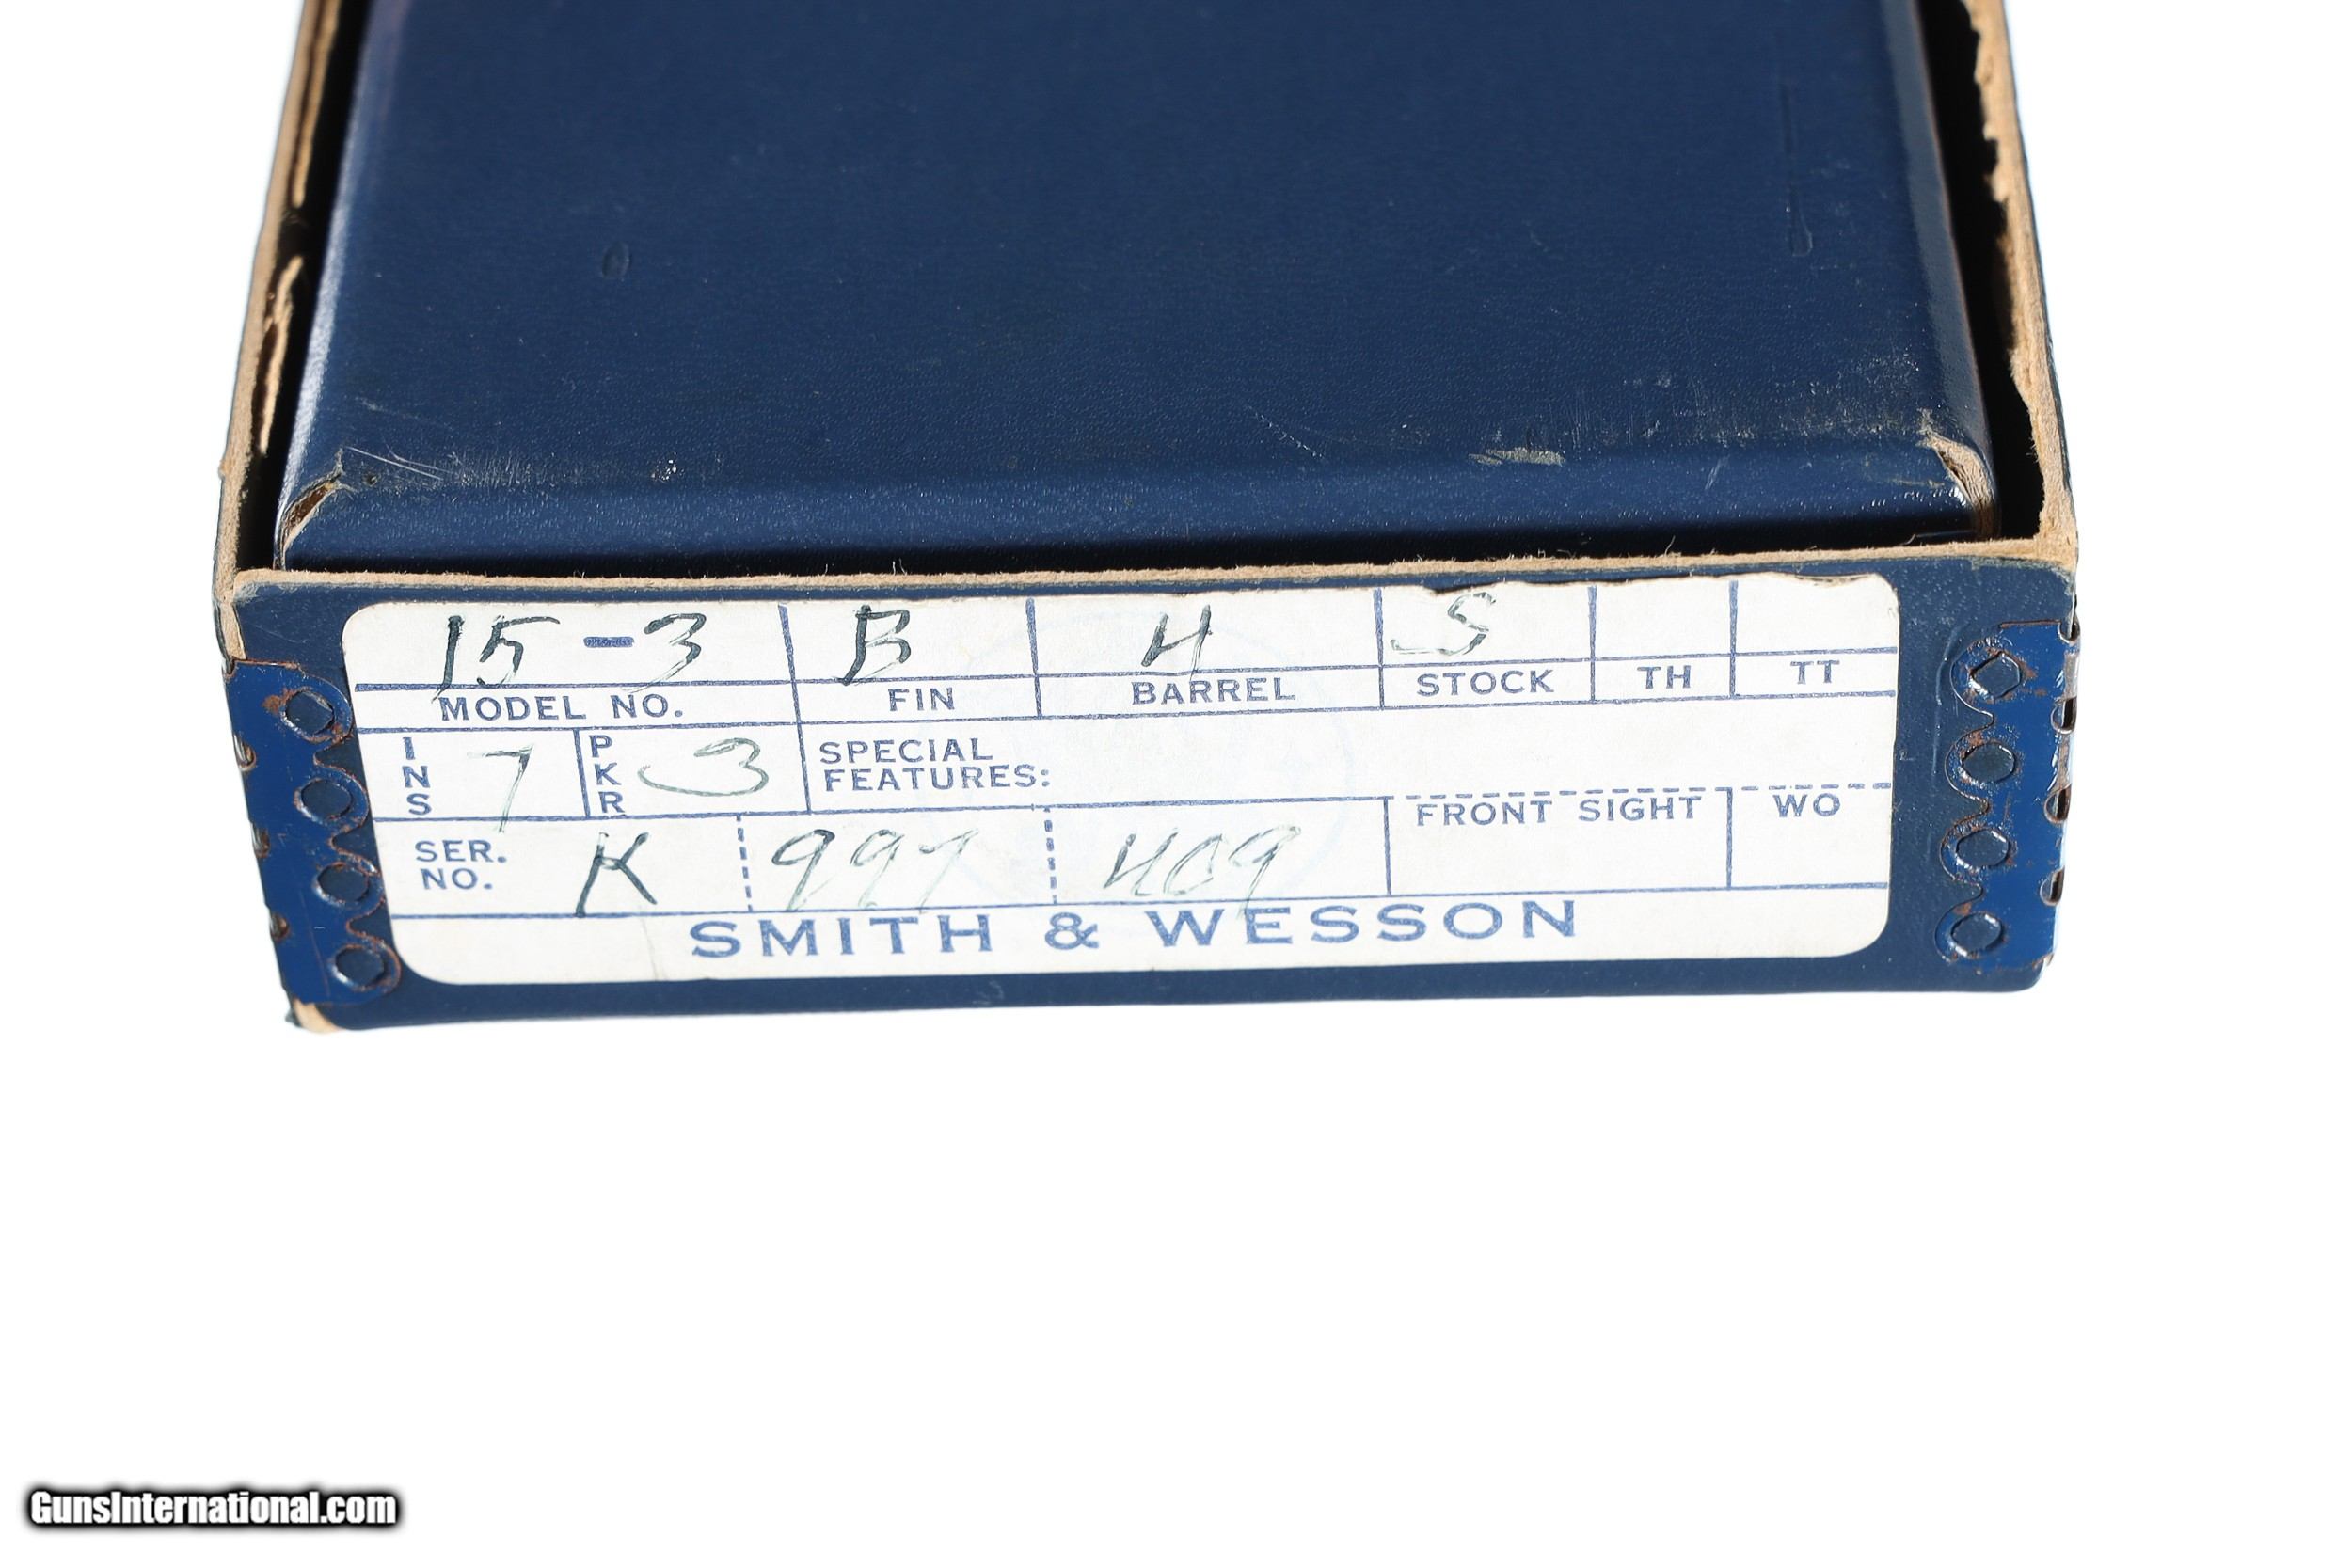 15-3 B 4 S
MODEL NO. FIN BARREL STOCK TH TT
INS 7 PKR 3 SPECIAL
FEATURES:
FRONT SIGHT WO
SER.
NO. K 997 409
SMITH & WESSON
GunsInternational.com